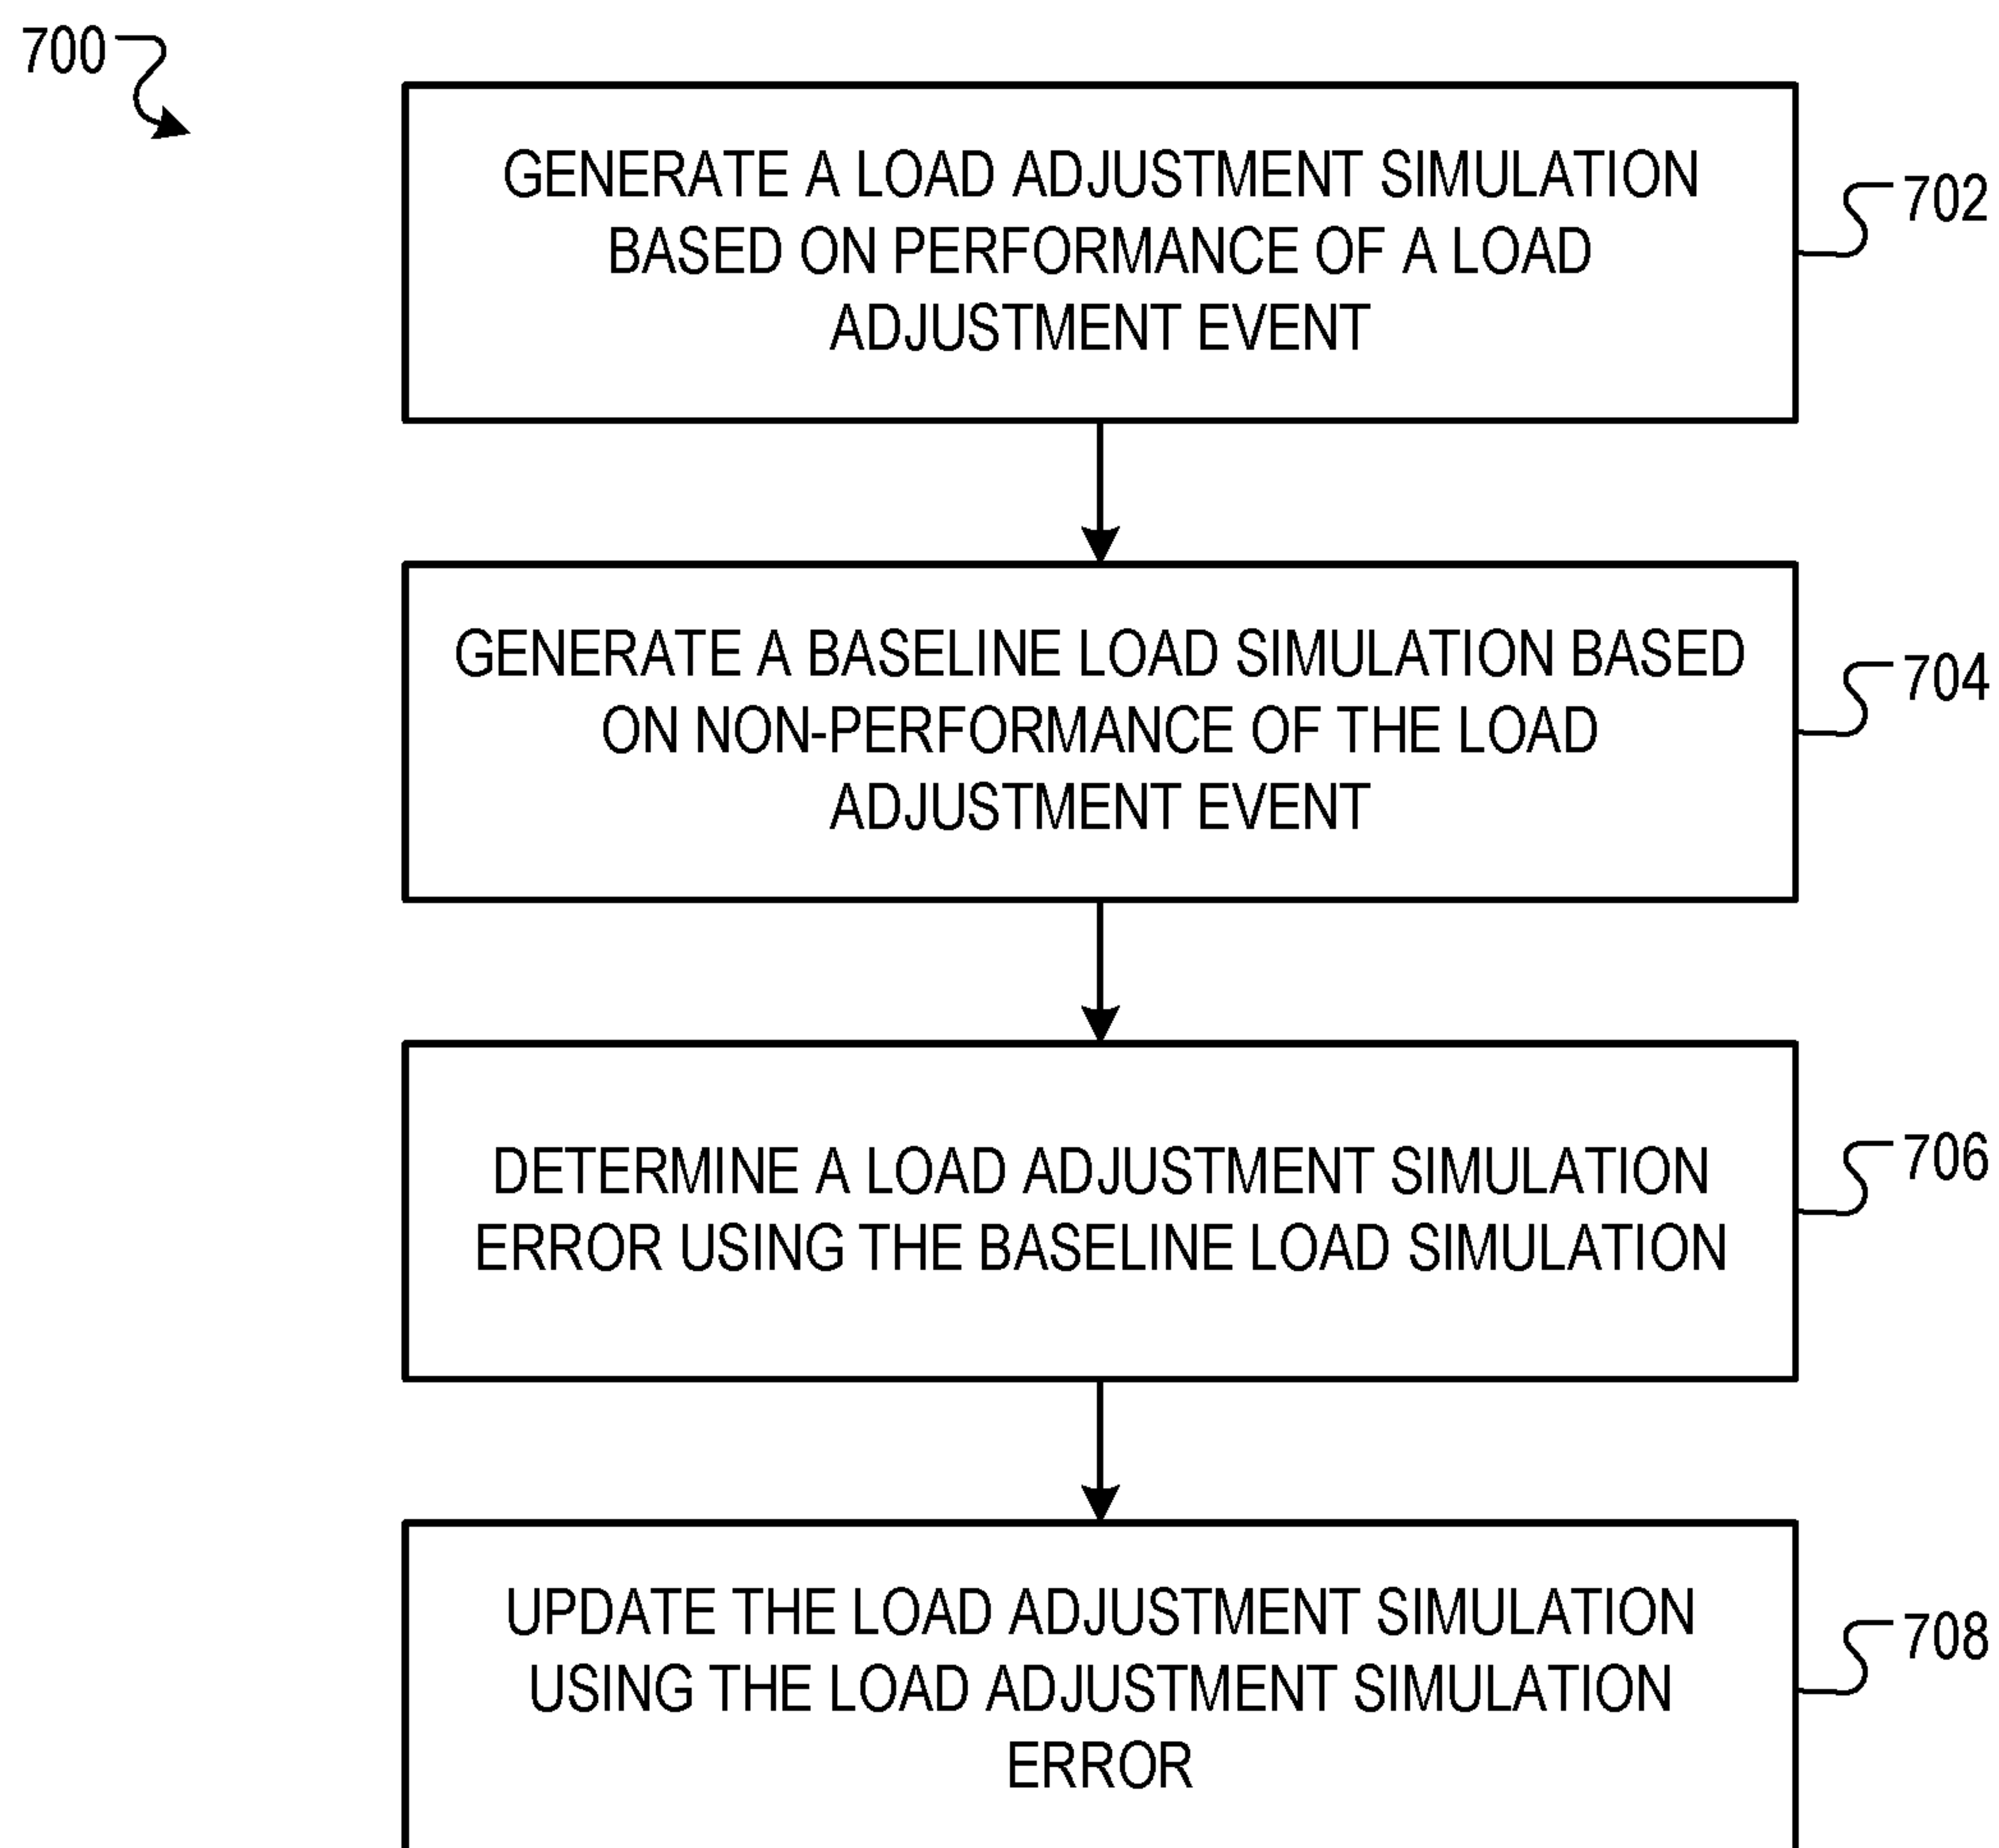 700
GENERATE A LOAD ADJUSTMENT SIMULATION
BASED ON PERFORMANCE OF A LOAD
ADJUSTMENT EVENT
702
GENERATE A BASELINE LOAD SIMULATION BASED
ON NON-PERFORMANCE OF THE LOAD
ADJUSTMENT EVENT
704
DETERMINE A LOAD ADJUSTMENT SIMULATION
ERROR USING THE BASELINE LOAD SIMULATION
706
UPDATE THE LOAD ADJUSTMENT SIMULATION
USING THE LOAD ADJUSTMENT SIMULATION
ERROR
708